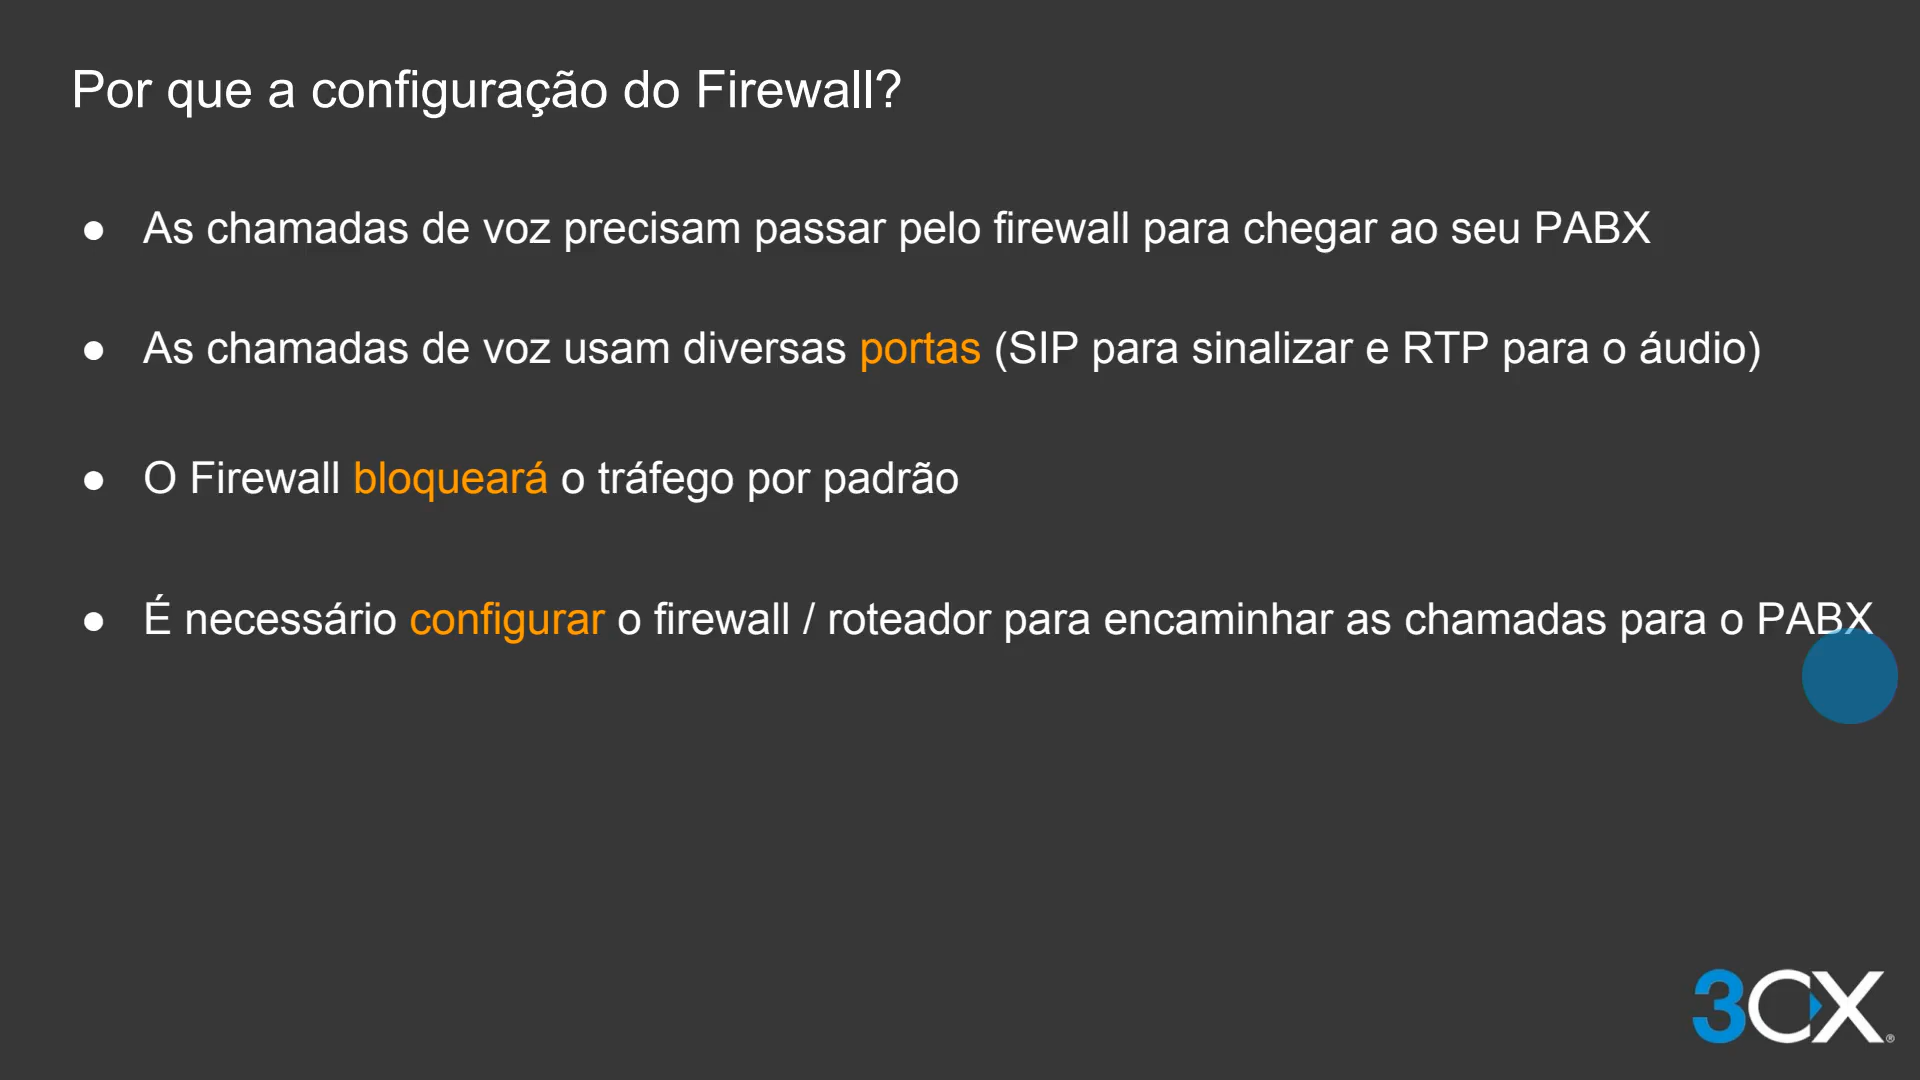 Por que a configuração do Firewall?
● As chamadas de voz precisam passar pelo firewall para chegar ao seu PABX
● As chamadas de voz usam diversas portas (SIP para sinalizar e RTP para o áudio)
● O Firewall bloqueará o tráfego por padrão
● É necessário configurar o firewall / roteador para encaminhar as chamadas para o PABX
3CX®